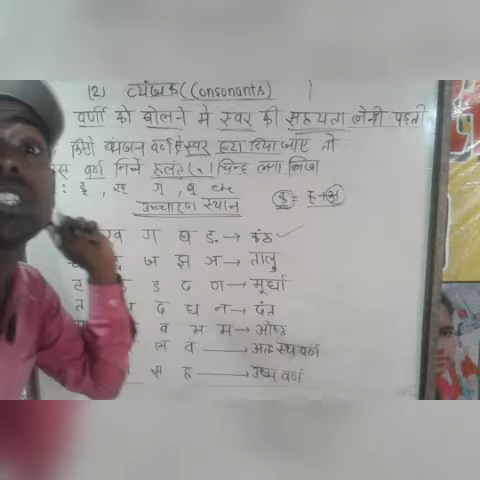 (2) व्यंजन (Consonants)
वर्णो को बोलने मे स्वर की सहायता लेनी पड़ती
किसी व्यंजन वर्ण से स्वर हटा दिया जाए तो
वर्ण निचे हलंत (्) चिन्ह लगा
उच्चारण स्थान
ख ग घ ङ → कंठ
ज झ ञ → तालु
ड ढ ण → मूर्धा
त द ध न → दंत
ब भ म → ओष्ठ
ल व → अतः स्थ वर्ण
स ह → उष्म वर्ण